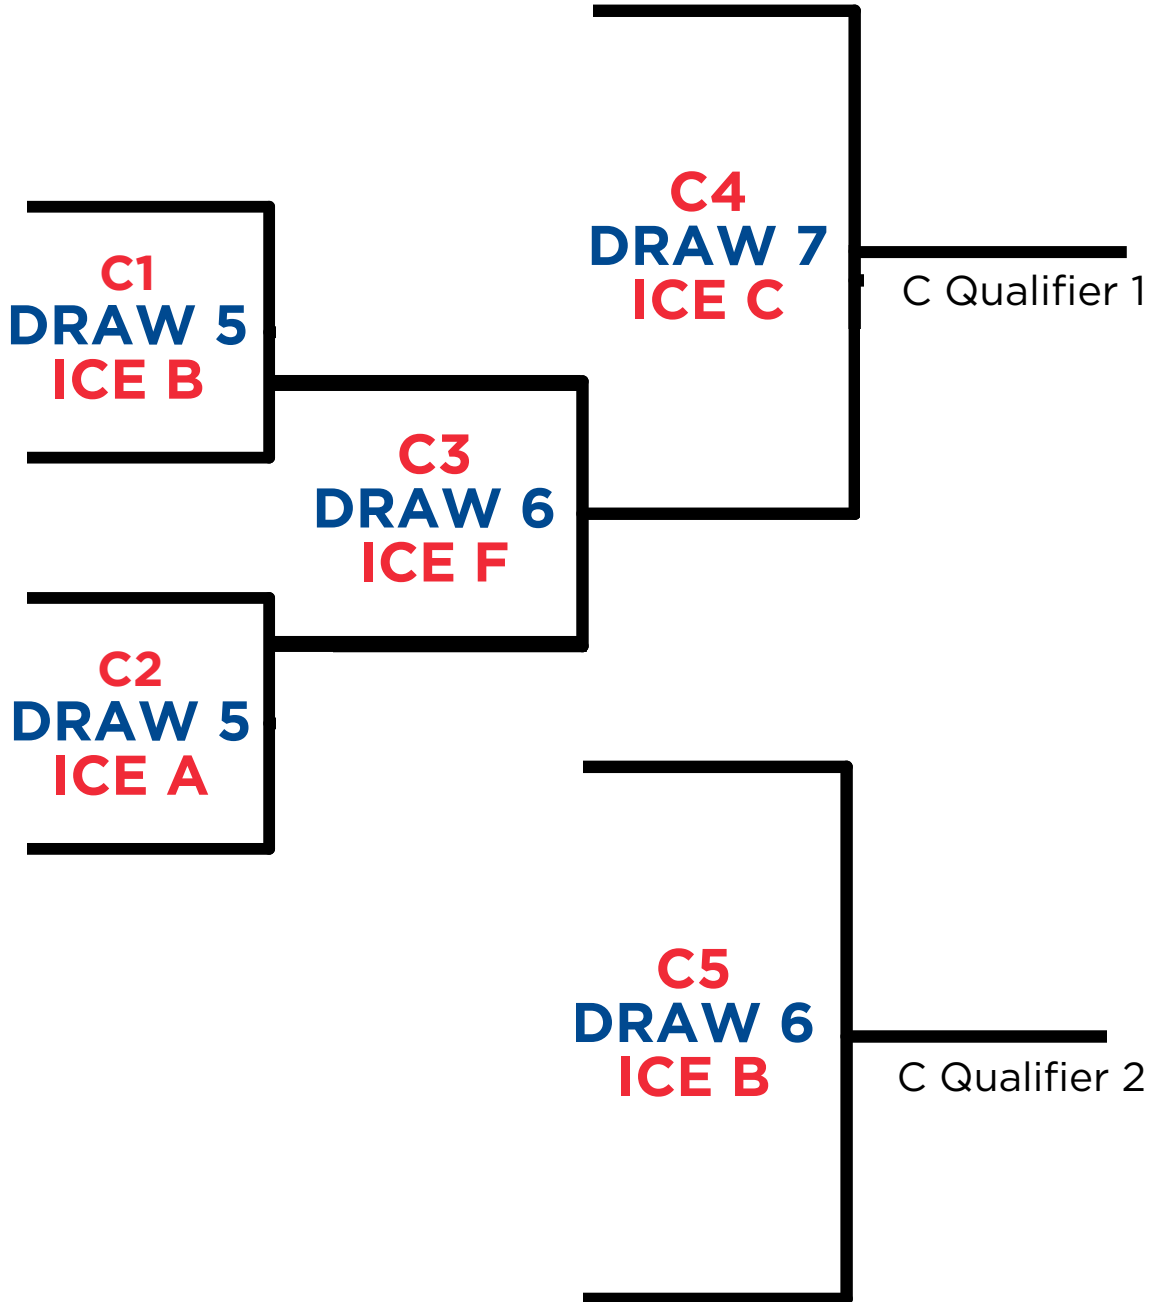 C4
DRAW 7
ICE C
C Qualifier 1
C1
DRAW 5
ICE B
C3
DRAW 6
ICE F
C2
DRAW 5
ICE A
C5
DRAW 6
ICE B
C Qualifier 2